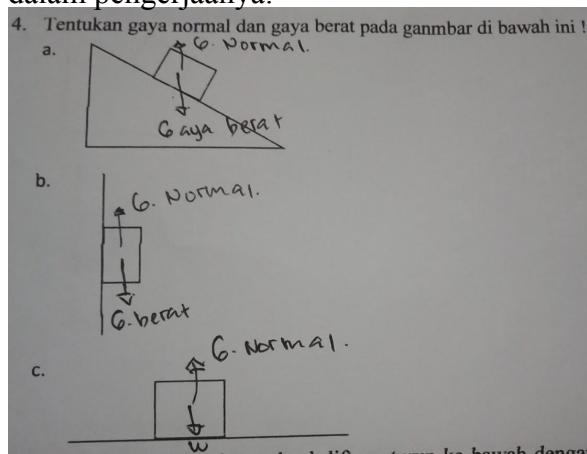 dalam pengerjaannya.
4. Tentukan gaya normal dan gaya berat pada ganmbar di bawah ini !
a.
G. Normal.
Gaya berat
b.
G. Normal.
G. berat
c.
G. Normal.
W